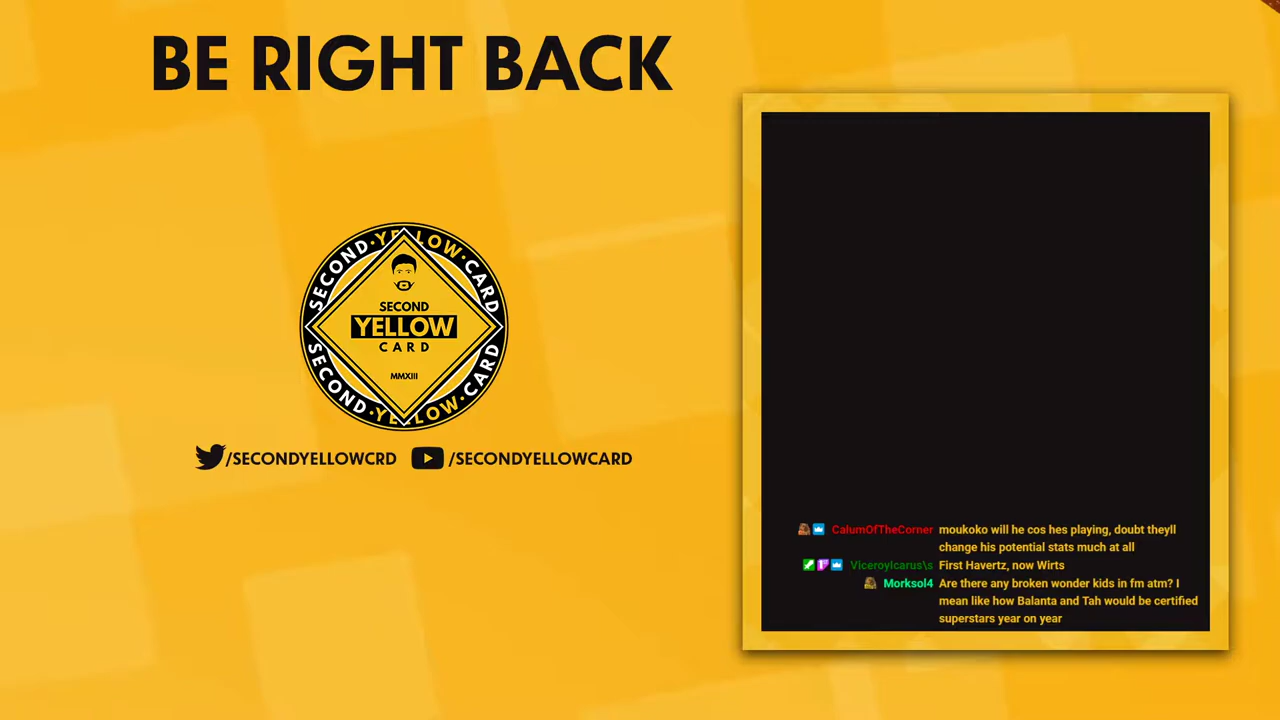 BE RIGHT BACK
SECOND·YELLOW·CARD
SECOND
YELLOW
CARD
MMXIII
SECOND·YELLOW·CARD
/SECONDYELLOWCRD /SECONDYELLOWCARD
CalumOfTheCorner moukoko will he cos hes playing, doubt theyll
change his potential stats much at all
ViceroyIcarus\s First Havertz, now Wirts
Morksol4 Are there any broken wonder kids in fm atm? I
mean like how Balanta and Tah would be certified
superstars year on year